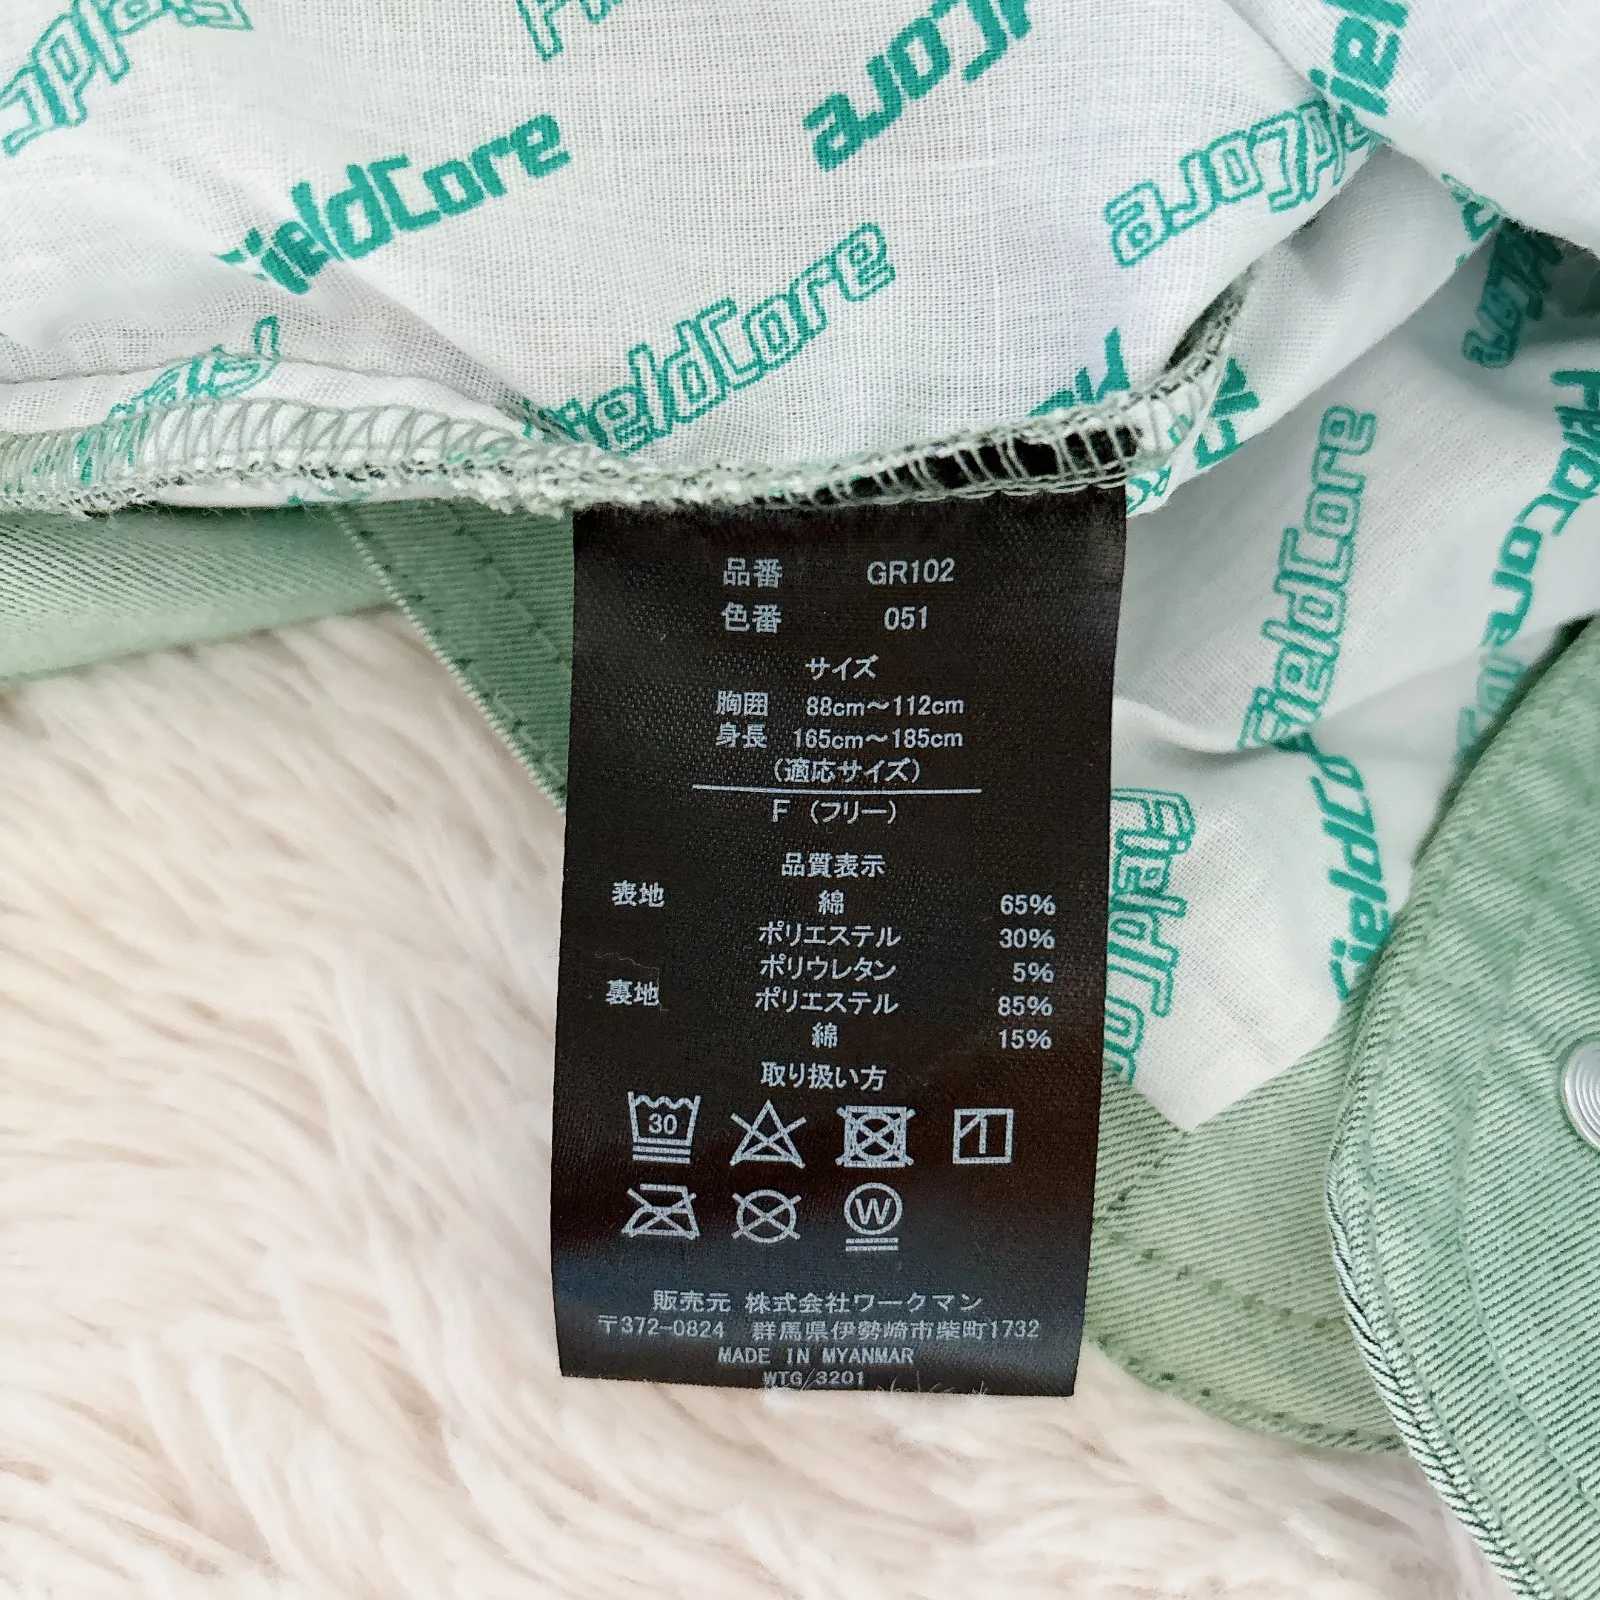 FieldCore
FieldCore
FieldCore
FieldCore
FieldCore
FieldCore
FieldCore
FieldCore
品番 GR102
色番 051
サイズ
胸囲 88cm～112cm
身長 165cm～185cm
(適応サイズ)
F (フリー)
品質表示
表地 綿 65%
ポリエステル 30%
ポリウレタン 5%
裏地 ポリエステル 85%
綿 15%
取り扱い方
30
W
販売元 株式会社ワークマン
〒372-0824 群馬県伊勢崎市柴町1732
MADE IN MYANMAR
WTG/3201